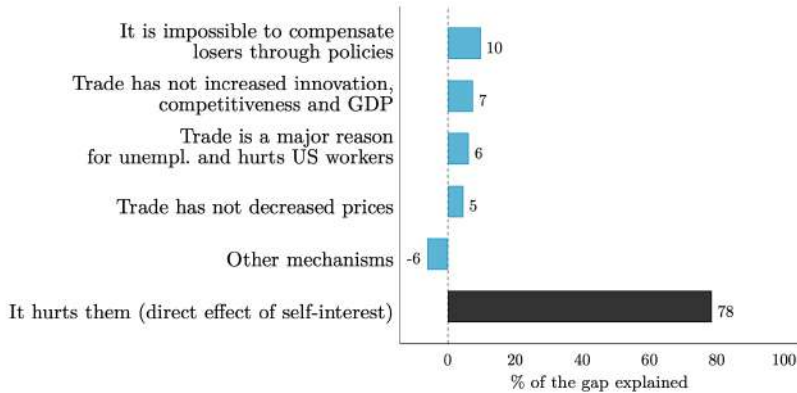 It is impossible to compensate
losers through policies
10
Trade has not increased innovation,
competitiveness and GDP
7
Trade is a major reason
for unempl. and hurts US workers
6
Trade has not decreased prices
5
Other mechanisms
-6
It hurts them (direct effect of self-interest)
78
0 20 40 60 80 100
% of the gap explained